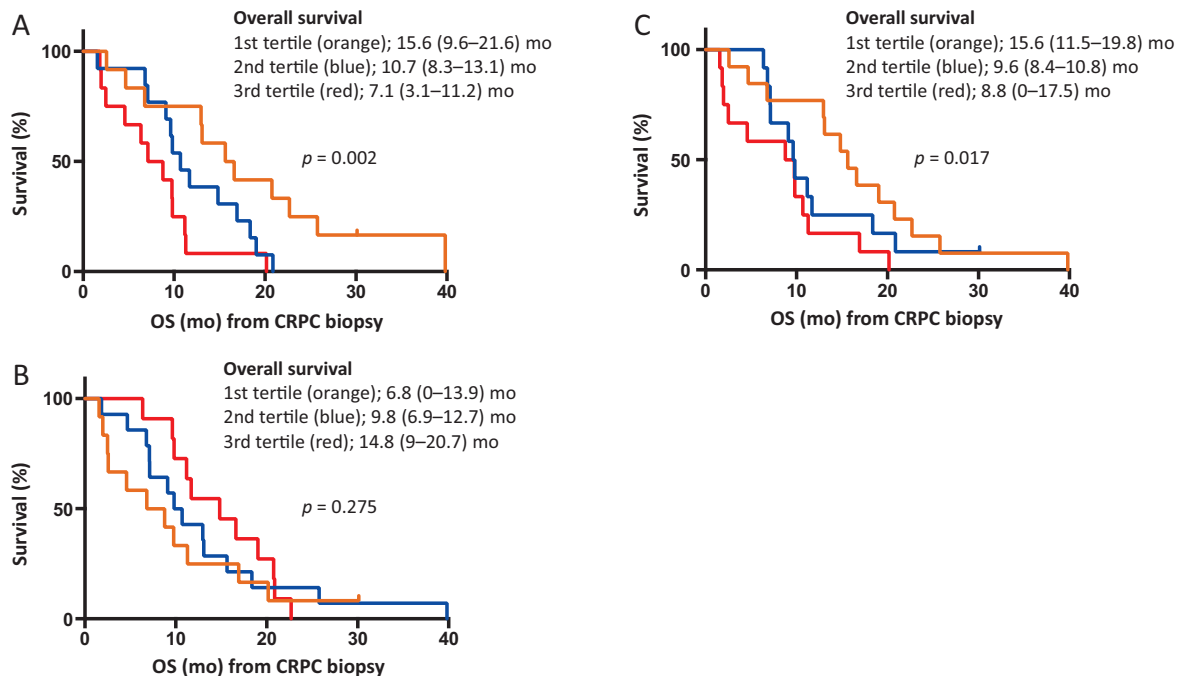 A
Overall survival
1st tertile (orange); 15.6 (9.6–21.6) mo
2nd tertile (blue); 10.7 (8.3–13.1) mo
3rd tertile (red); 7.1 (3.1–11.2) mo
p = 0.002
Survival (%)
100
50
0
0 10 20 30 40
OS (mo) from CRPC biopsy
C
Overall survival
1st tertile (orange); 15.6 (11.5–19.8) mo
2nd tertile (blue); 9.6 (8.4–10.8) mo
3rd tertile (red); 8.8 (0–17.5) mo
p = 0.017
Survival (%)
100
50
0
0 10 20 30 40
OS (mo) from CRPC biopsy
B
Overall survival
1st tertile (orange); 6.8 (0–13.9) mo
2nd tertile (blue); 9.8 (6.9–12.7) mo
3rd tertile (red); 14.8 (9–20.7) mo
p = 0.275
Survival (%)
100
50
0
0 10 20 30 40
OS (mo) from CRPC biopsy